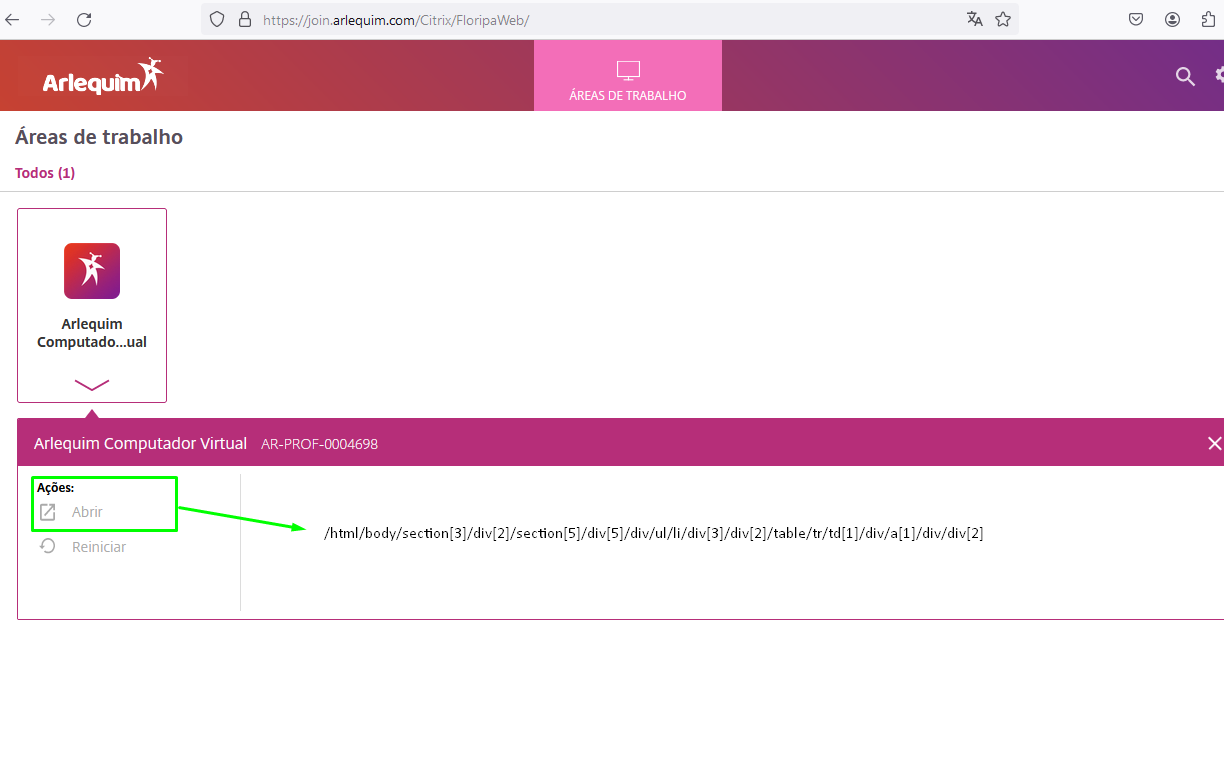 https://join.arlequim.com/Citrix/FloripaWeb/
Arlequim
ÁREAS DE TRABALHO
Áreas de trabalho
Todos (1)
Arlequim
Computado...ual
Arlequim Computador Virtual AR-PROF-0004698
Ações:
Abrir
/html/body/section[3]/div[2]/section[5]/div[5]/div/ul/li/div[3]/div[2]/table/tr/td[1]/div/a[1]/div/div[2]
Reiniciar